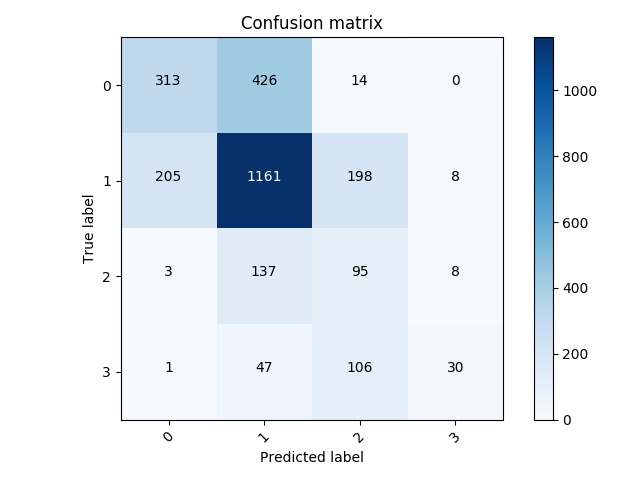 Confusion matrix
0 313 426 14 0
1 205 1161 198 8
2 3 137 95 8
3 1 47 106 30
0 1 2 3
True label
Predicted label
1000
800
600
400
200
0